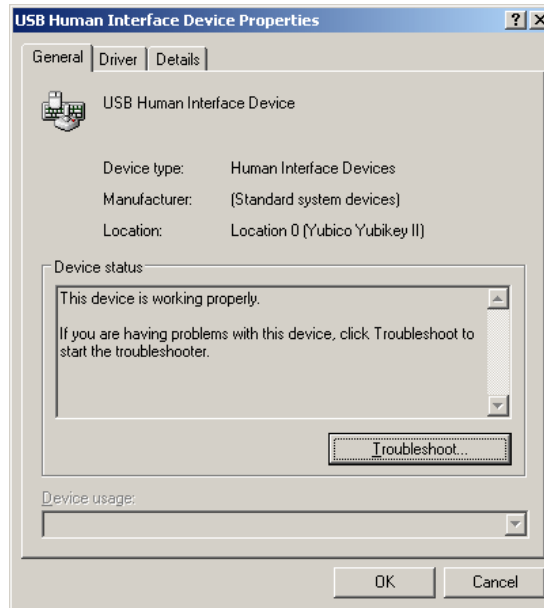 USB Human Interface Device Properties
General
Driver
Details
USB Human Interface Device
Device type: Human Interface Devices
Manufacturer: (Standard system devices)
Location: Location 0 (Yubico Yubikey II)
Device status
This device is working properly.
If you are having problems with this device, click Troubleshoot to
start the troubleshooter.
Troubleshoot...
Device usage:
OK
Cancel